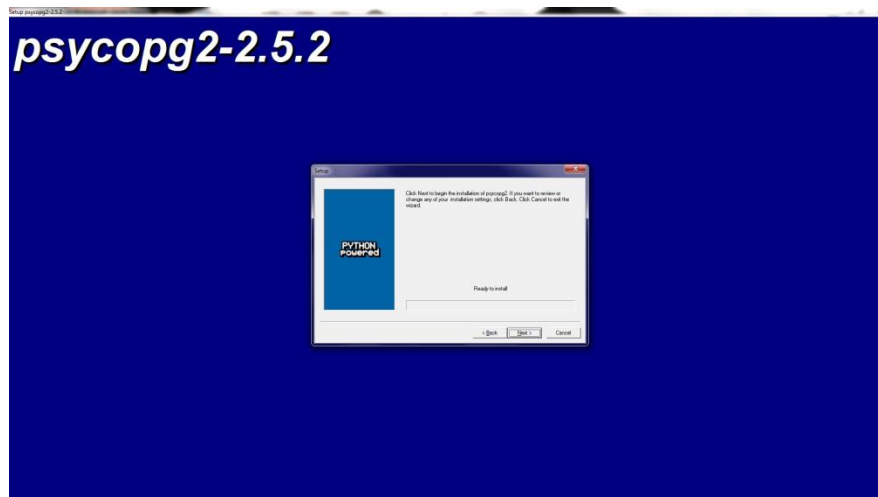 Setup psycopg2-2.5.2
psycopg2-2.5.2
Setup
Click Next to begin the installation of psycopg2. If you want to review or
change any of your installation settings, click Back. Click Cancel to exit the
wizard.
PYTHON
Powered
Ready to install
< Back
Next >
Cancel